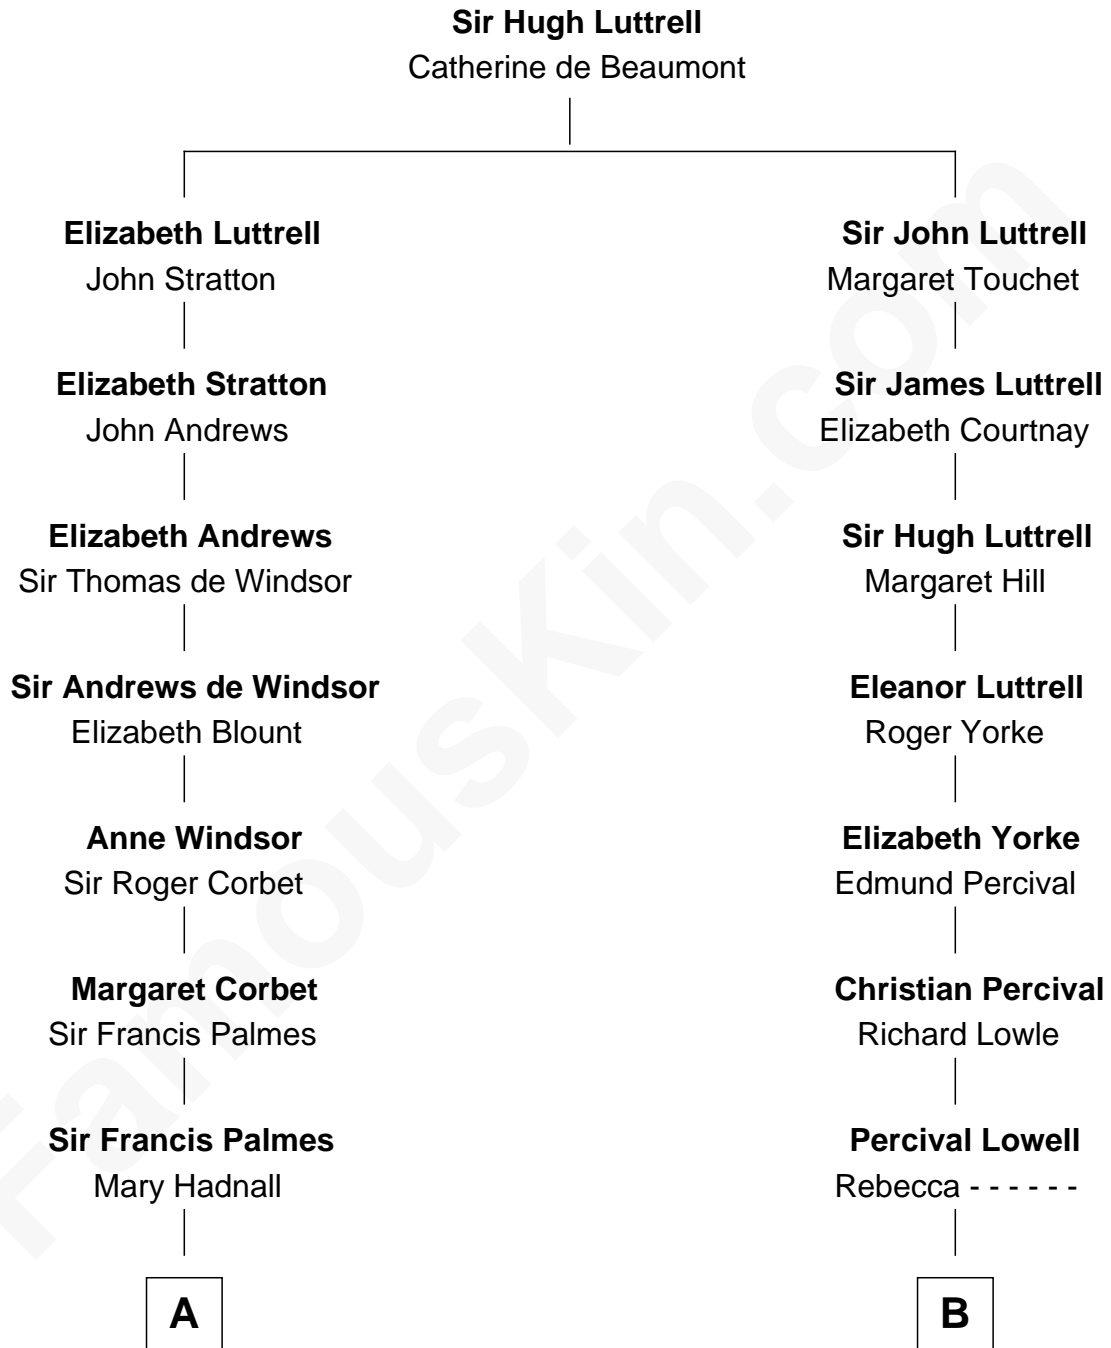 Sir Hugh Luttrell
Catherine de Beaumont
Elizabeth Luttrell
John Stratton
Sir John Luttrell
Margaret Touchet
Elizabeth Stratton
John Andrews
Sir James Luttrell
Elizabeth Courtnay
Elizabeth Andrews
Sir Thomas de Windsor
Sir Hugh Luttrell
Margaret Hill
Sir Andrews de Windsor
Elizabeth Blount
Eleanor Luttrell
Roger Yorke
Anne Windsor
Sir Roger Corbet
Elizabeth Yorke
Edmund Percival
Margaret Corbet
Sir Francis Palmes
Christian Percival
Richard Lowle
Sir Francis Palmes
Mary Hadnall
Percival Lowell
Rebecca - - - - - -
A
B
FamousKin.com